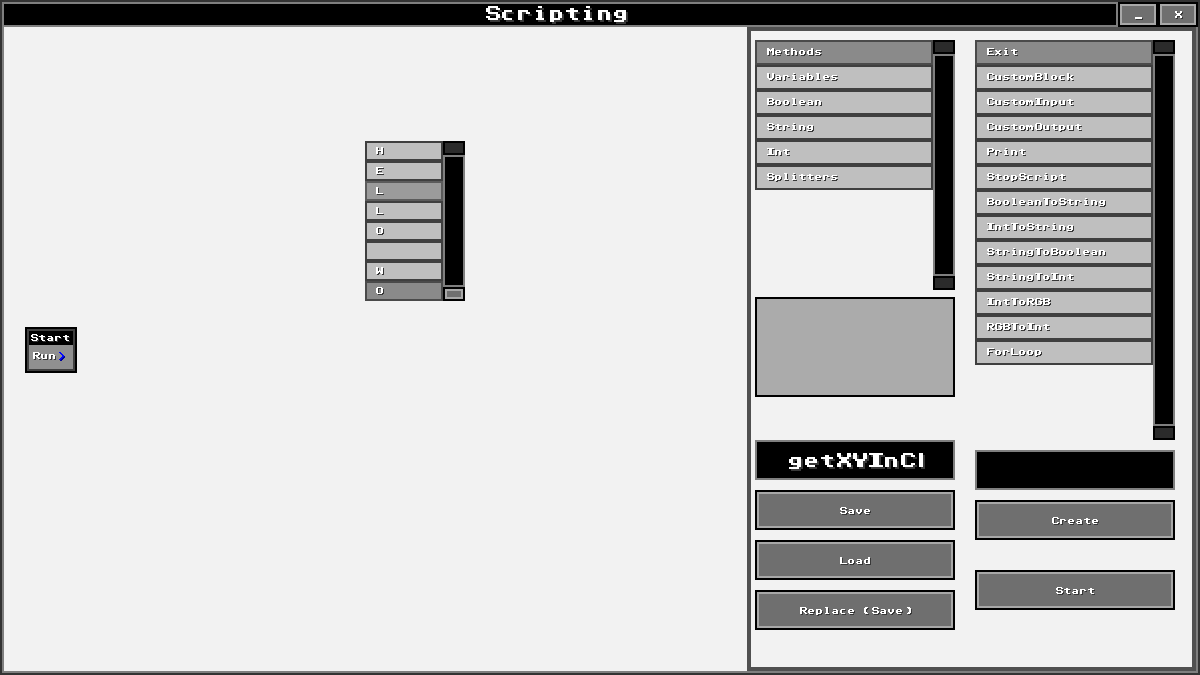 Scripting
_ x
H
E
L
L
O
W
O
Start
Run>
Methods
Variables
Boolean
String
Int
Splitters
getXYInCl
Save
Load
Replace (Save)
Exit
CustomBlock
CustomInput
CustomOutput
Print
StopScript
BooleanToString
IntToString
StringToBoolean
StringToInt
IntToRGB
RGBToInt
ForLoop
Create
Start